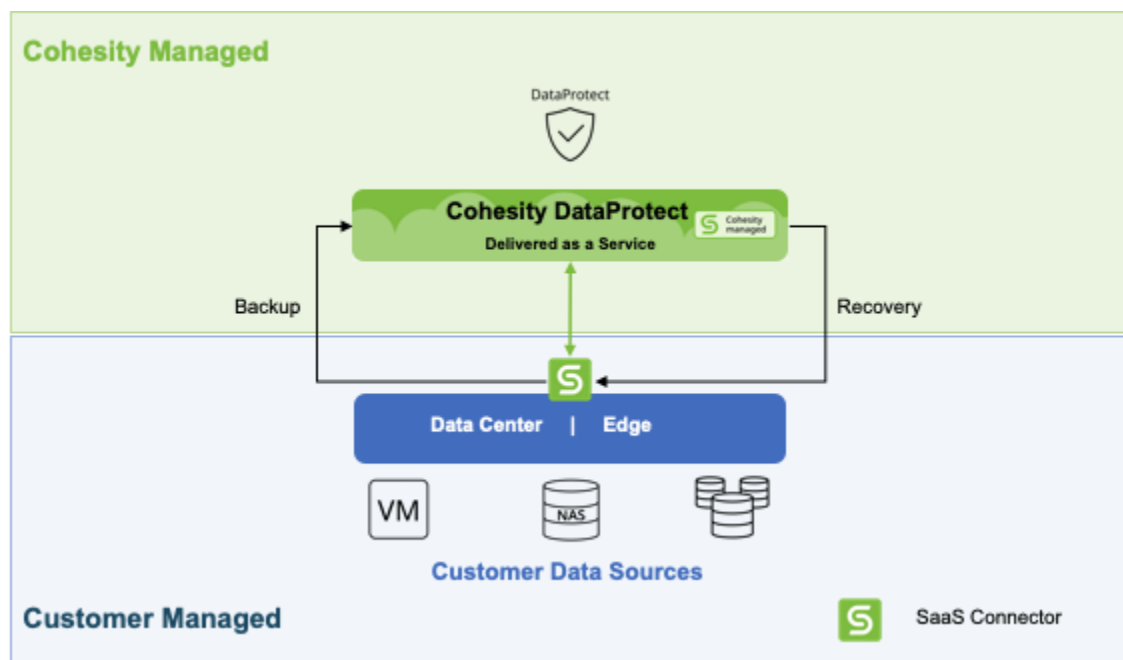 Cohesity Managed
DataProtect
Cohesity DataProtect
Cohesity
managed
Delivered as a Service
Backup
Recovery
Data Center | Edge
VM
NAS
Customer Data Sources
Customer Managed
SaaS Connector